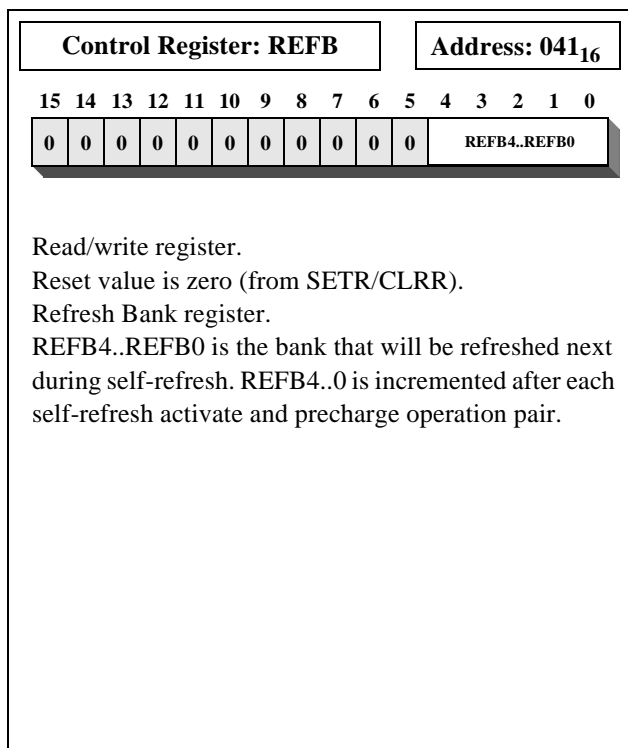 Control Register: REFB
Address: 041₁₆
15 14 13 12 11 10 9 8 7 6 5 4 3 2 1 0
0 0 0 0 0 0 0 0 0 0 0 REFB4..REFB0
Read/write register.
Reset value is zero (from SETR/CLRR).
Refresh Bank register.
REFB4..REFB0 is the bank that will be refreshed next
during self-refresh. REFB4..0 is incremented after each
self-refresh activate and precharge operation pair.